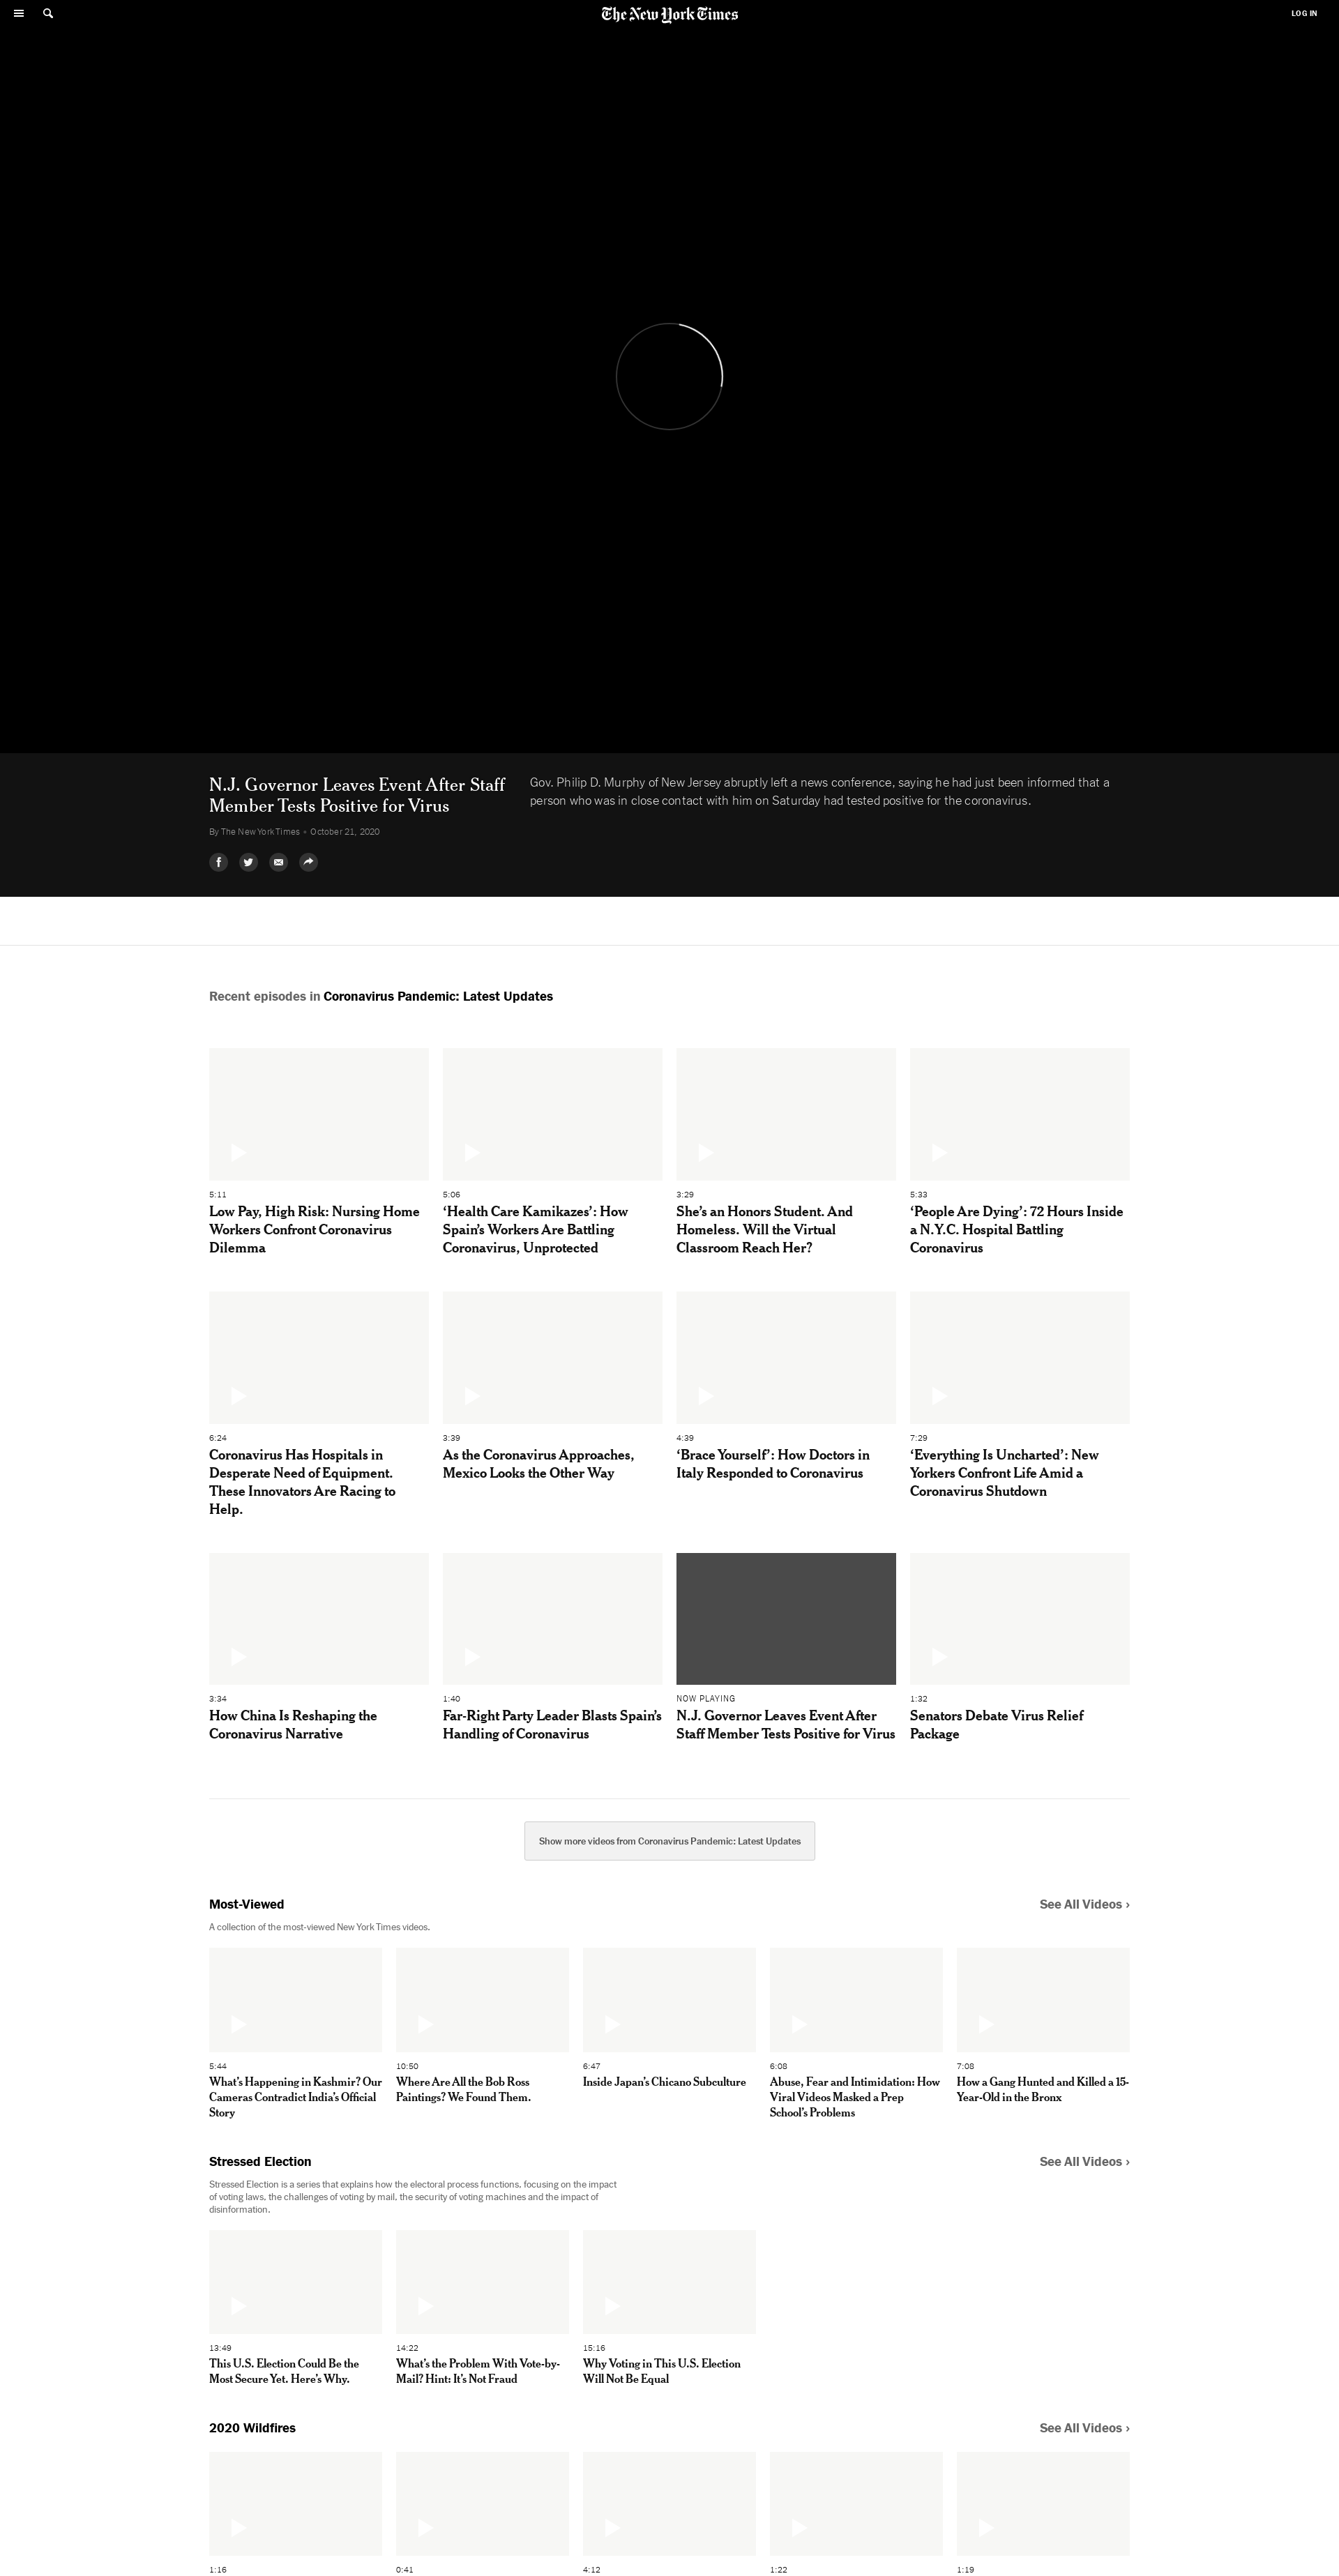 The New York Times
LOG IN
N.J. Governor Leaves Event After Staff
Member Tests Positive for Virus
By The New York Times • October 21, 2020
Gov. Philip D. Murphy of New Jersey abruptly left a news conference, saying he had just been informed that a
person who was in close contact with him on Saturday had tested positive for the coronavirus.
Recent episodes in Coronavirus Pandemic: Latest Updates
5:11
Low Pay, High Risk: Nursing Home
Workers Confront Coronavirus
Dilemma
5:06
‘Health Care Kamikazes’: How
Spain’s Workers Are Battling
Coronavirus, Unprotected
3:29
She’s an Honors Student. And
Homeless. Will the Virtual
Classroom Reach Her?
5:33
‘People Are Dying’: 72 Hours Inside
a N.Y.C. Hospital Battling
Coronavirus
6:24
Coronavirus Has Hospitals in
Desperate Need of Equipment.
These Innovators Are Racing to
Help.
3:39
As the Coronavirus Approaches,
Mexico Looks the Other Way
4:39
‘Brace Yourself’: How Doctors in
Italy Responded to Coronavirus
7:29
‘Everything Is Uncharted’: New
Yorkers Confront Life Amid a
Coronavirus Shutdown
3:34
How China Is Reshaping the
Coronavirus Narrative
1:40
Far-Right Party Leader Blasts Spain’s
Handling of Coronavirus
NOW PLAYING
N.J. Governor Leaves Event After
Staff Member Tests Positive for Virus
1:32
Senators Debate Virus Relief
Package
Show more videos from Coronavirus Pandemic: Latest Updates
Most-Viewed
See All Videos ›
A collection of the most-viewed New York Times videos.
5:44
What’s Happening in Kashmir? Our
Cameras Contradict India’s Official
Story
10:50
Where Are All the Bob Ross
Paintings? We Found Them.
6:47
Inside Japan’s Chicano Subculture
6:08
Abuse, Fear and Intimidation: How
Viral Videos Masked a Prep
School’s Problems
7:08
How a Gang Hunted and Killed a 15-
Year-Old in the Bronx
Stressed Election
See All Videos ›
Stressed Election is a series that explains how the electoral process functions, focusing on the impact
of voting laws, the challenges of voting by mail, the security of voting machines and the impact of
disinformation.
13:49
This U.S. Election Could Be the
Most Secure Yet. Here’s Why.
14:22
What’s the Problem With Vote-by-
Mail? Hint: It’s Not Fraud
15:16
Why Voting in This U.S. Election
Will Not Be Equal
2020 Wildfires
See All Videos ›
1:16
0:41
4:12
1:22
1:19